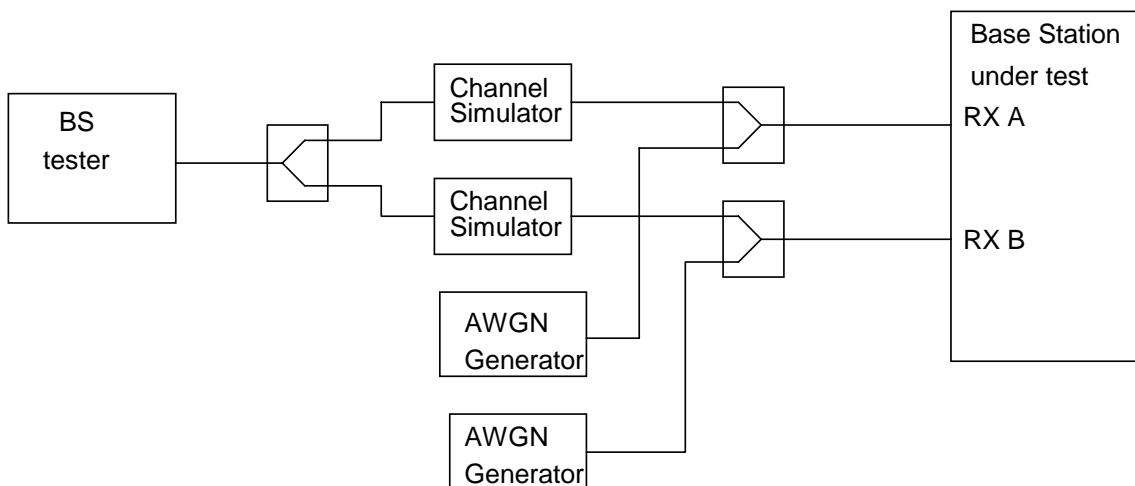 BS
tester
Channel
Simulator
Channel
Simulator
AWGN
Generator
AWGN
Generator
Base Station
under test
RX A
RX B